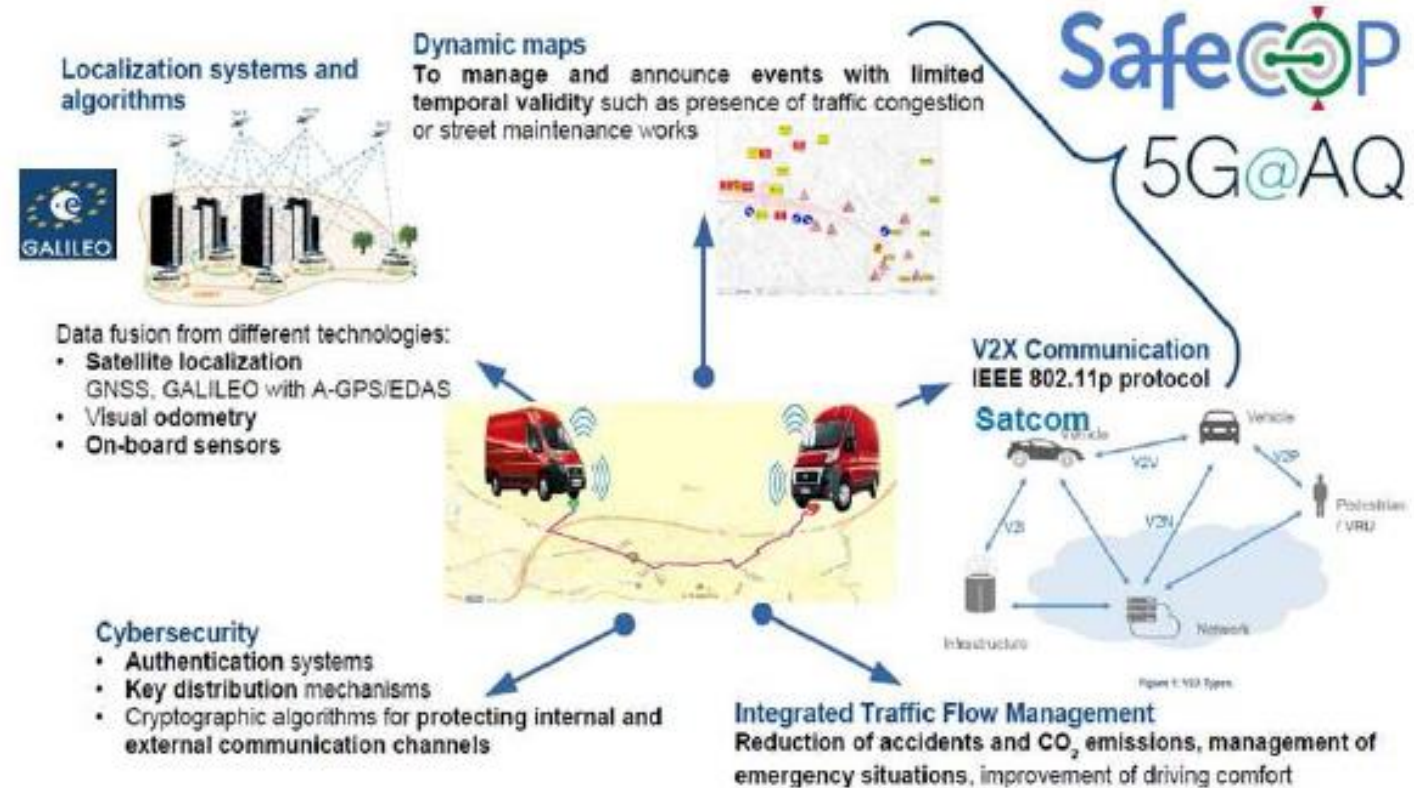 SafeCOP
5G@AQ
Localization systems and
algorithms
GALILEO
Data fusion from different technologies:
• Satellite localization
GNSS, GALILEO with A-GPS/EDAS
• Visual odometry
• On-board sensors
Dynamic maps
To manage and announce events with limited
temporal validity such as presence of traffic congestion
or street maintenance works
V2X Communication
IEEE 802.11p protocol
Satcom
Vehicle
Vehicle
V2V
V2P
V2I
V2N
Pedestrian
/ VRU
Infrastructure
Network
Figure 1: V2X Types
Cybersecurity
• Authentication systems
• Key distribution mechanisms
• Cryptographic algorithms for protecting internal and
external communication channels
Integrated Traffic Flow Management
Reduction of accidents and CO₂ emissions, management of
emergency situations, improvement of driving comfort